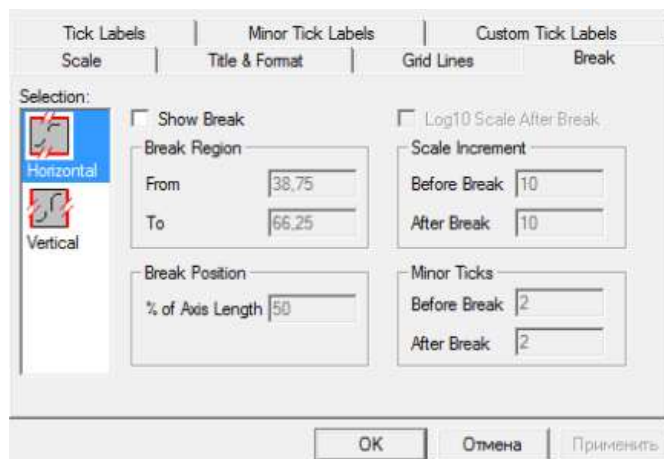 Tick Labels Minor Tick Labels Custom Tick Labels
Scale Title & Format Grid Lines Break
Selection:
Horizontal
Vertical
Show Break
Log10 Scale After Break
Break Region
From 38,75
To 66,25
Scale Increment
Before Break 10
After Break 10
Break Position
% of Axis Length 50
Minor Ticks
Before Break 2
After Break 2
OK Отмена Применить